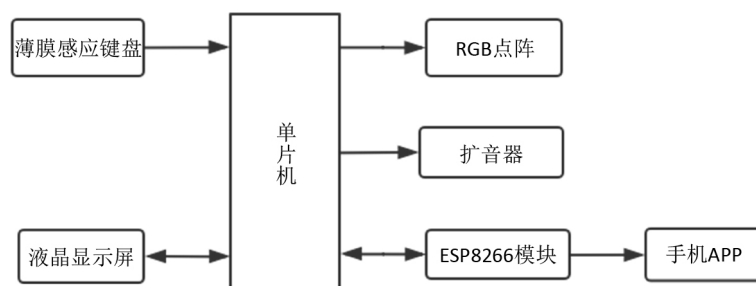 薄膜感应键盘
RGB点阵
单
片
机
扩音器
液晶显示屏
ESP8266模块
手机APP